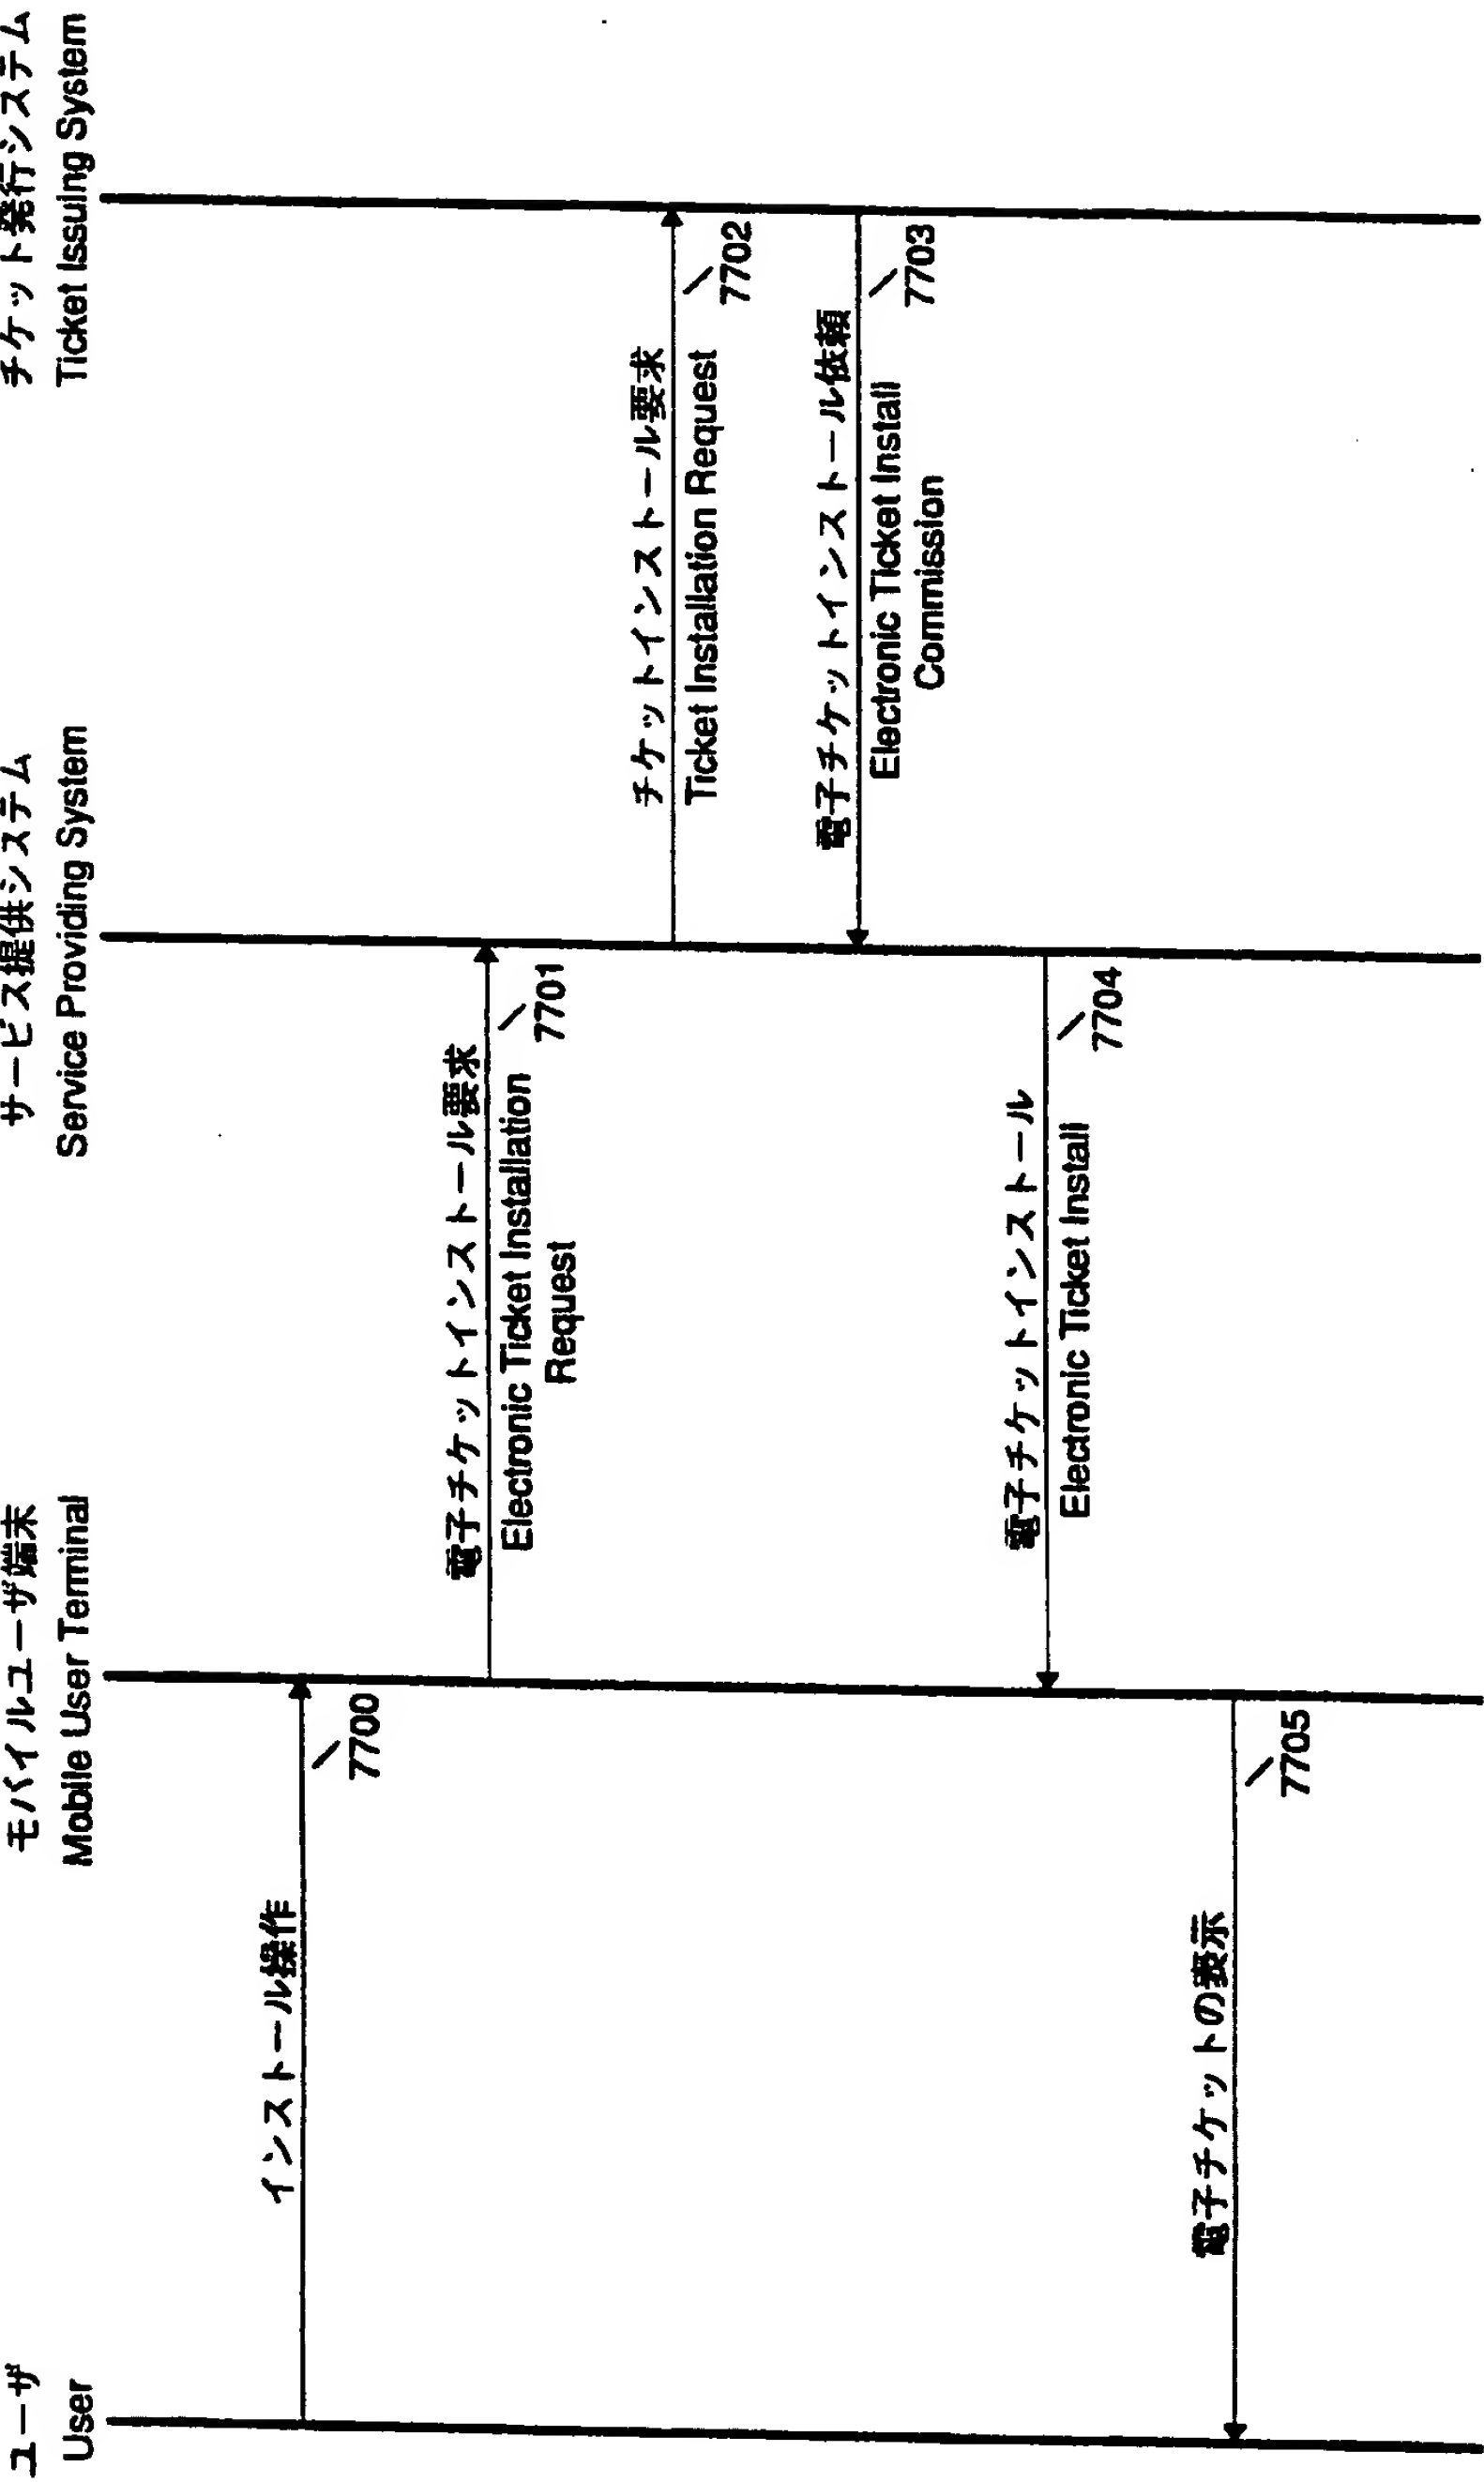 ユーザ
User
モバイルユーザ端末
Mobile User Terminal
サービス提供システム
Service Providing System
チケット発行システム
Ticket Issuing System
インストール操作
7700
電子チケットインストール要求
7701
Electronic Ticket Installation
Request
チケットインストール要求
7702
Ticket Installation Request
電子チケットインストール依頼
7703
Electronic Ticket Install
Commission
電子チケットインストール
7704
Electronic Ticket Install
電子チケットの表示
7705